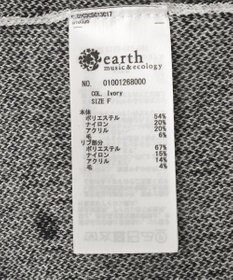 earth
music&ecology
NO. 01001268000
COL. Ivory
SIZE F
本体
ポリエステル 54%
ナイロン 20%
アクリル 20%
毛 6%
リブ部分
ポリエステル 67%
ナイロン 15%
アクリル 14%
毛 4%